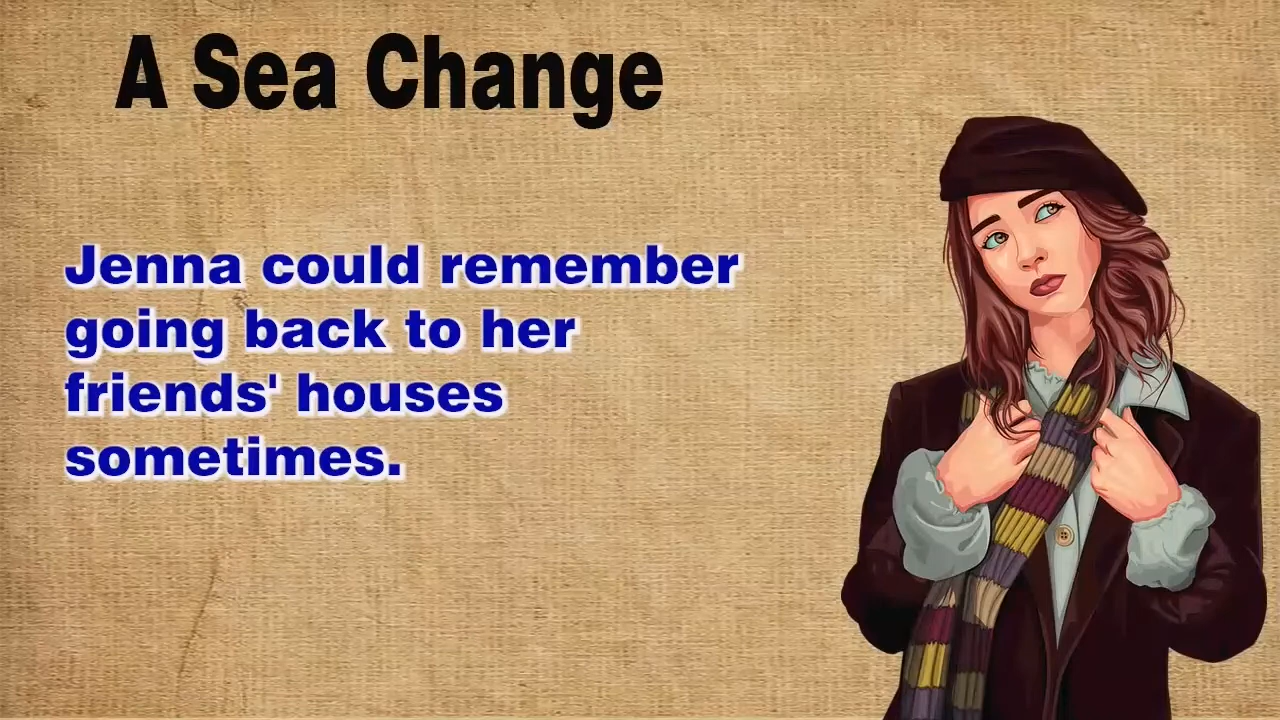 A Sea Change
Jenna could remember
going back to her
friends' houses
sometimes.